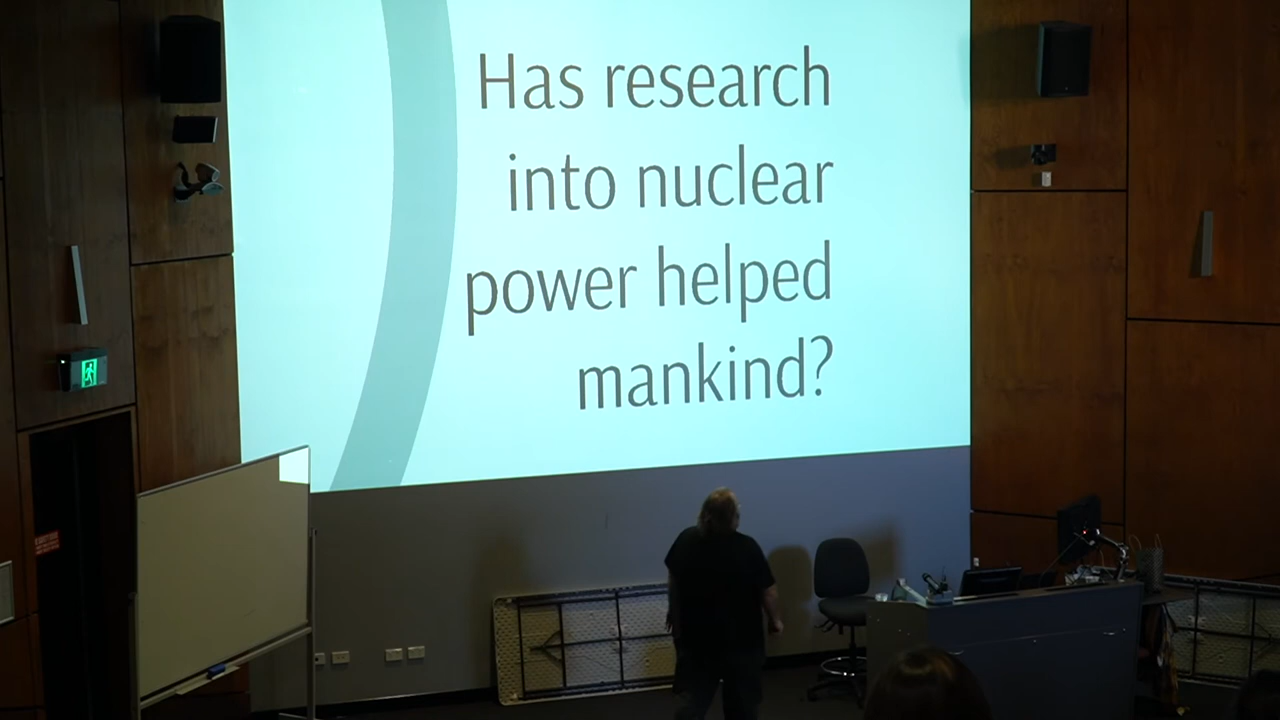 Has research
into nuclear
power helped
mankind?